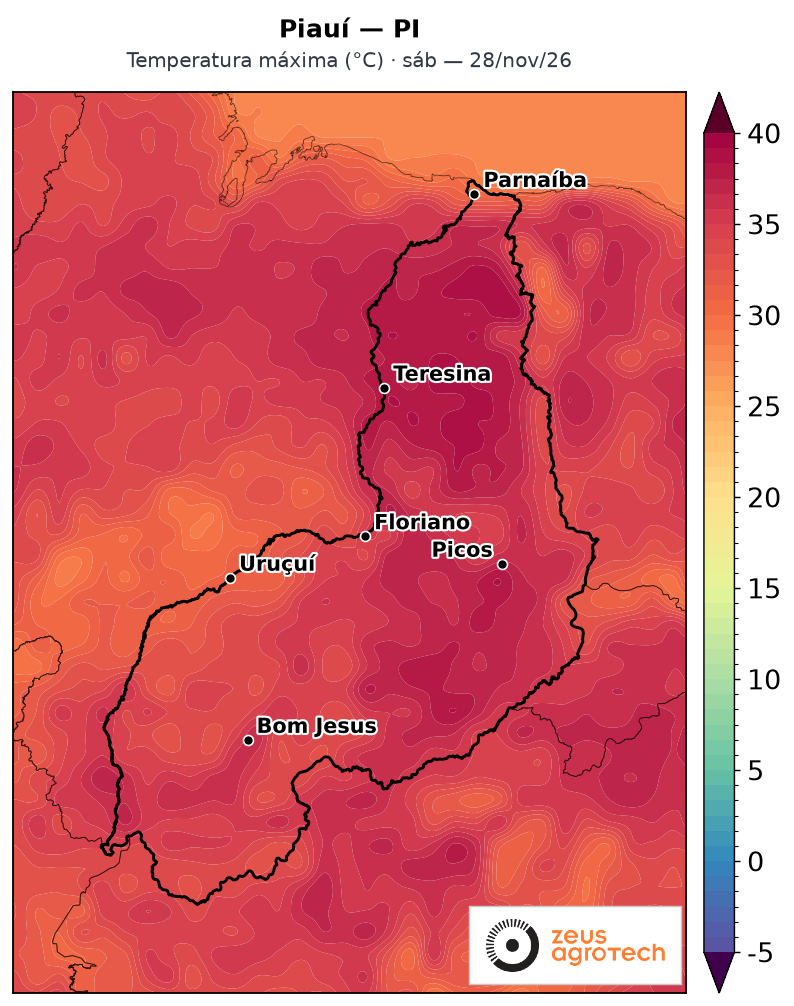 Piauí — PI
Temperatura máxima (°C) · sáb — 28/nov/26
Parnaíba
Teresina
Floriano
Picos
Uruçuí
Bom Jesus
40
35
30
25
20
15
10
5
0
-5
zeus
agrotech